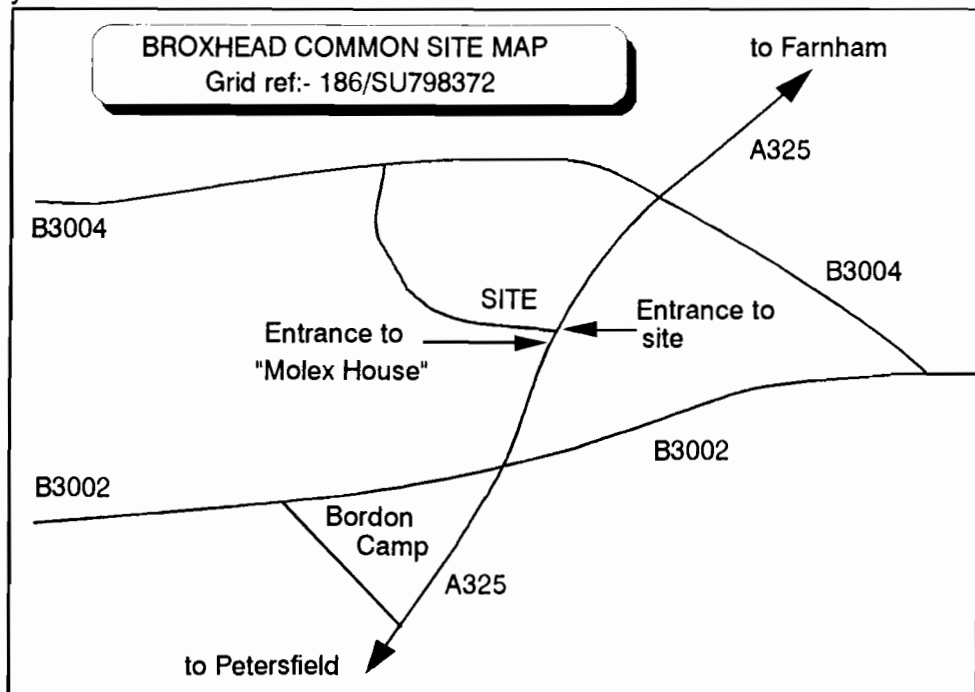 BROXHEAD COMMON SITE MAP
Grid ref:- 186/SU798372
to Farnham
A325
B3004
B3004
SITE
Entrance to
site
Entrance to
"Molex House"
B3002
B3002
Bordon
Camp
A325
to Petersfield